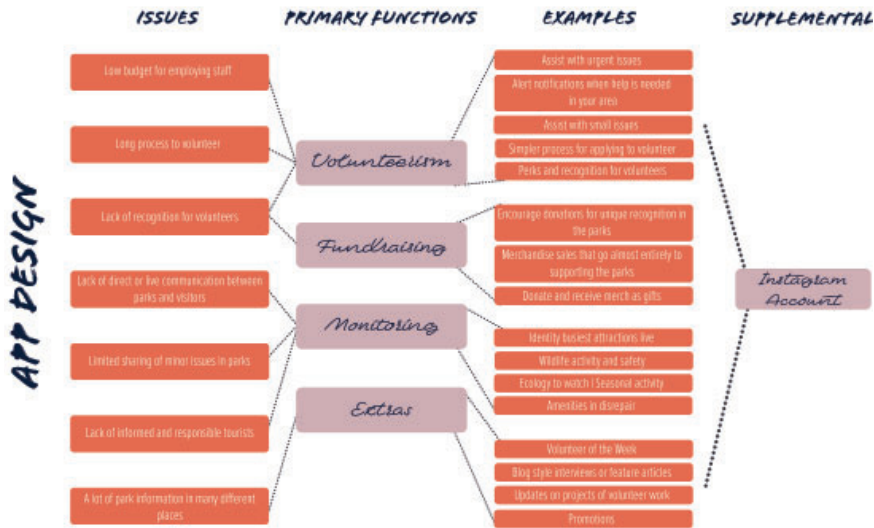 ISSUES
PRIMARY FUNCTIONS
EXAMPLES
SUPPLEMENTAL
APP DESIGN
Low budget for employing staff
Long process to volunteer
Lack of recognition for volunteers
Lack of direct or live communication between
parks and visitors
Limited sharing of minor issues in parks
Lack of informed and responsible tourists
A lot of park information in many different
places
Volunteerism
Fundraising
Monitoring
Extras
Assist with urgent issues
Alert notifications when help is needed
in your area
Assist with small issues
Simpler process for applying to volunteer
Perks and recognition for volunteers
Encourage donations for unique recognition in
the parks
Merchandise sales that go almost entirely to
supporting the parks
Donate and receive merch as gifts
Identity busiest attractions live
Wildlife activity and safety
Ecology to watch | Seasonal activity
Amenities in disrepair
Volunteer of the Week
Blog style interviews or feature articles
Updates on projects of volunteer work
Promotions
Instagram
Account